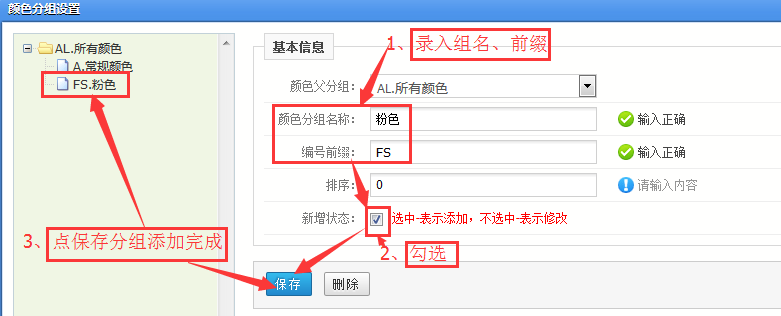 颜色分组设置
AL.所有颜色
A.常规颜色
FS.粉色
基本信息
1、录入组名、前缀
颜色父分组： AL.所有颜色
颜色分组名称： 粉色 输入正确
编号前缀： FS 输入正确
排序： 0 请输入内容
新增状态： 选中-表示添加，不选中-表示修改
3、点保存分组添加完成
2、勾选
保存 删除